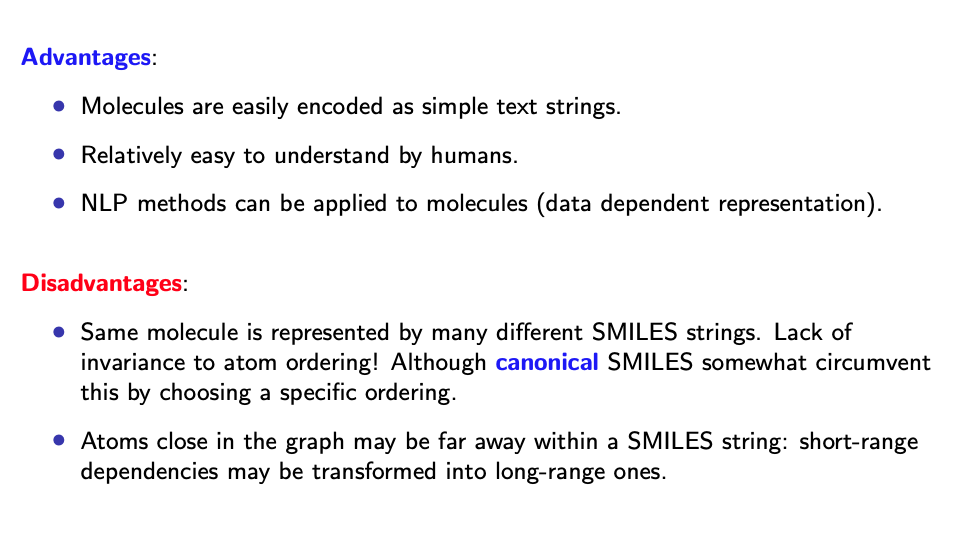 Advantages:
• Molecules are easily encoded as simple text strings.
• Relatively easy to understand by humans.
• NLP methods can be applied to molecules (data dependent representation).
Disadvantages:
• Same molecule is represented by many different SMILES strings. Lack of
invariance to atom ordering! Although canonical SMILES somewhat circumvent
this by choosing a specific ordering.
• Atoms close in the graph may be far away within a SMILES string: short-range
dependencies may be transformed into long-range ones.